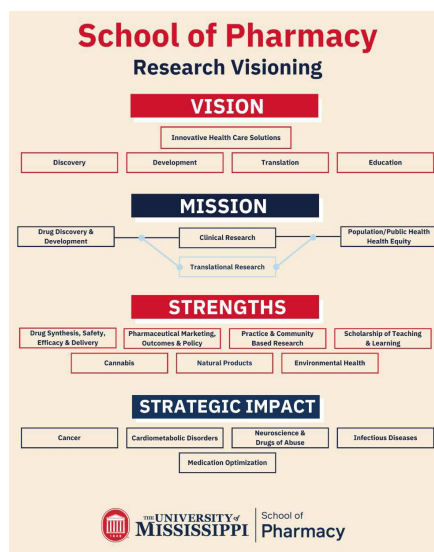 School of Pharmacy
Research Visioning
VISION
Innovative Health Care Solutions
Discovery
Development
Translation
Education
MISSION
Drug Discovery &
Development
Clinical Research
Population/Public Health
Health Equity
Translational Research
STRENGTHS
Drug Synthesis, Safety,
Efficacy & Delivery
Pharmaceutical Marketing,
Outcomes & Policy
Practice & Community
Based Research
Scholarship of Teaching
& Learning
Cannabis
Natural Products
Environmental Health
STRATEGIC IMPACT
Cancer
Cardiometabolic Disorders
Neuroscience &
Drugs of Abuse
Infectious Diseases
Medication Optimization
THE UNIVERSITY of
MISSISSIPPI
School of
Pharmacy
1848